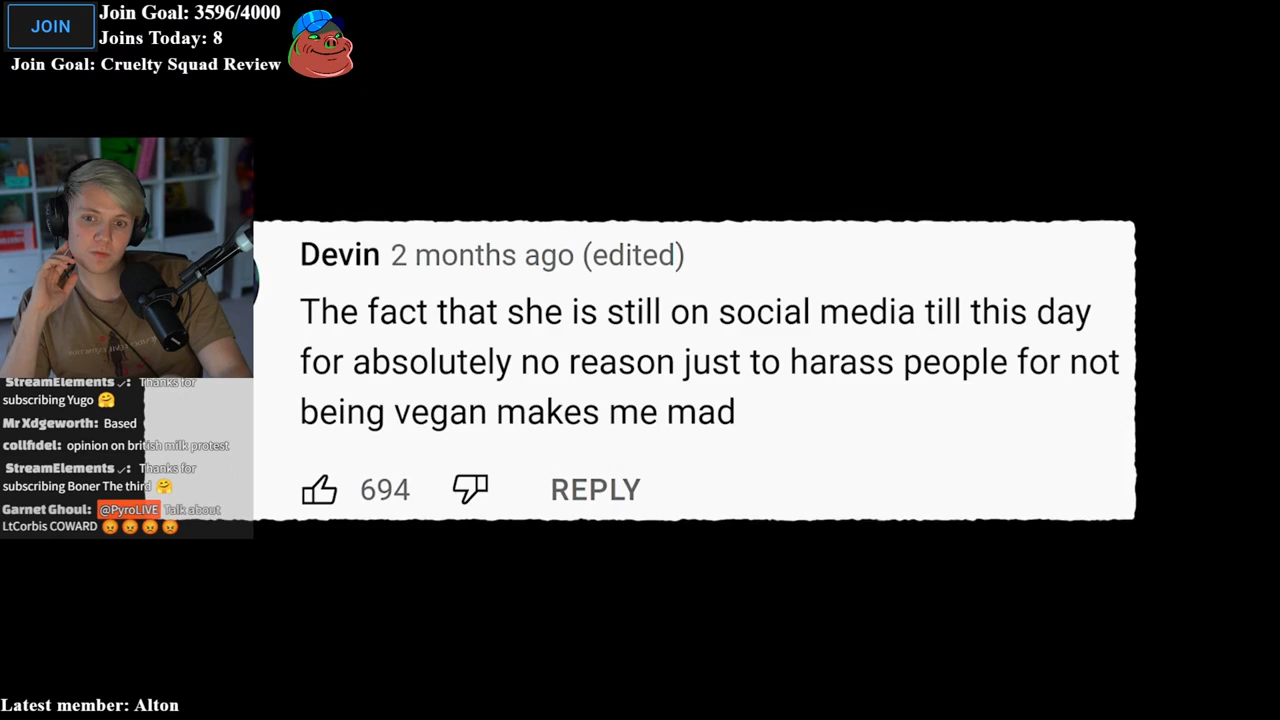 JOIN
Join Goal: 3596/4000
Joins Today: 8
Join Goal: Cruelty Squad Review
Devin 2 months ago (edited)
The fact that she is still on social media till this day
for absolutely no reason just to harass people for not
being vegan makes me mad
694
REPLY
StreamElements: Thanks for
subscribing Yugo 🤗
Mr Xdgeworth: Based
collfidel: opinion on british milk protest
StreamElements: Thanks for
subscribing Boner The third 🤗
Garnet Ghoul: @PyroLIVE Talk about
LtCorbis COWARD 😡 😡 😡 😡
Latest member: Alton